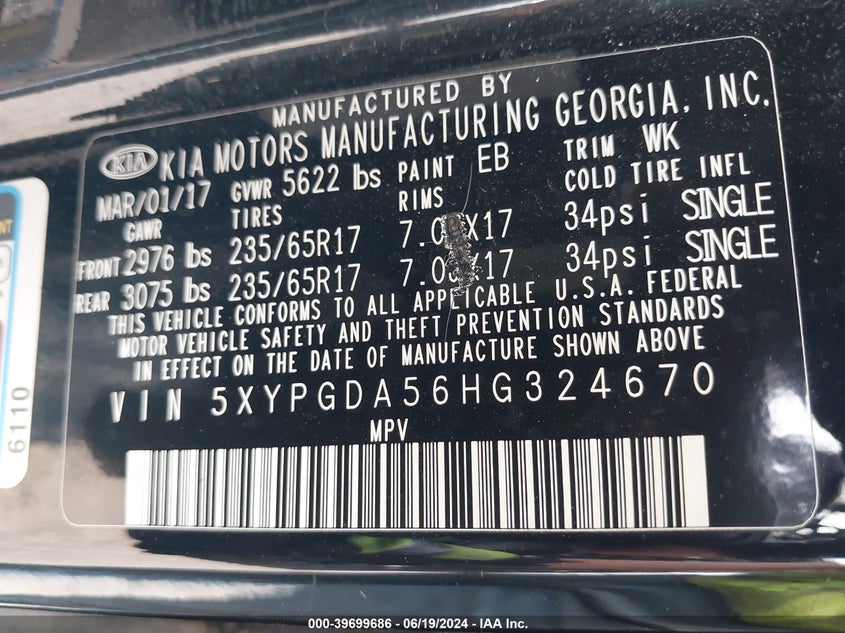 MANUFACTURED BY
KIA KIA MOTORS MANUFACTURING GEORGIA, INC.
MAR/01/17 GVWR 5622 lbs PAINT EB TRIM WK
GAWR TIRES RIMS COLD TIRE INFL
FRONT 2976 lbs 235/65R17 X17 34psi SINGLE
REAR 3075 lbs 235/65R17 X17 34psi SINGLE
THIS VEHICLE CONFORMS TO ALL APPLICABLE U.S.A. FEDERAL
MOTOR VEHICLE SAFETY AND THEFT PREVENTION STANDARDS
IN EFFECT ON THE DATE OF MANUFACTURE SHOWN ABOVE
VIN 5XYPGDA56HG324670
MPV
6110
000-39699686 - 06/19/2024 - IAA Inc.